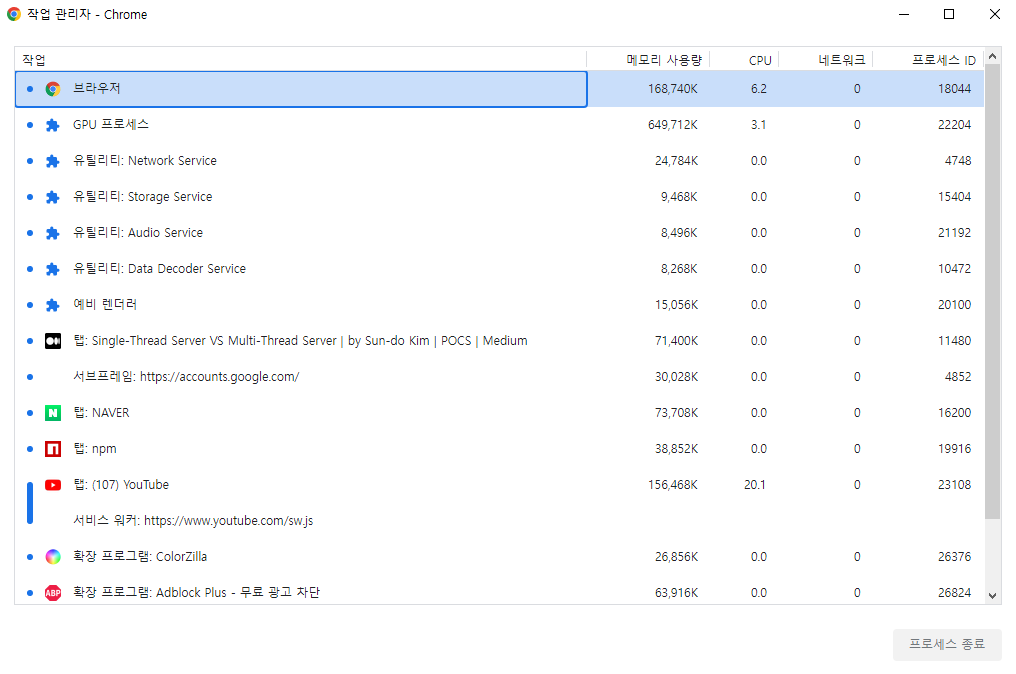 작업 관리자 - Chrome
작업 메모리 사용량 CPU 네트워크 프로세스 ID
브라우저 168,740K 6.2 0 18044
GPU 프로세스 649,712K 3.1 0 22204
유틸리티: Network Service 24,784K 0.0 0 4748
유틸리티: Storage Service 9,468K 0.0 0 15404
유틸리티: Audio Service 8,496K 0.0 0 21192
유틸리티: Data Decoder Service 8,268K 0.0 0 10472
예비 렌더러 15,056K 0.0 0 20100
탭: Single-Thread Server VS Multi-Thread Server | by Sun-do Kim | POCS | Medium 71,400K 0.0 0 11480
서브프레임: https://accounts.google.com/ 30,028K 0.0 0 4852
N 탭: NAVER 73,708K 0.0 0 16200
탭: npm 38,852K 0.0 0 19916
탭: (107) YouTube 156,468K 20.1 0 23108
서비스 워커: https://www.youtube.com/sw.js
확장 프로그램: ColorZilla 26,856K 0.0 0 26376
ABP 확장 프로그램: Adblock Plus - 무료 광고 차단 63,916K 0.0 0 26824
프로세스 종료